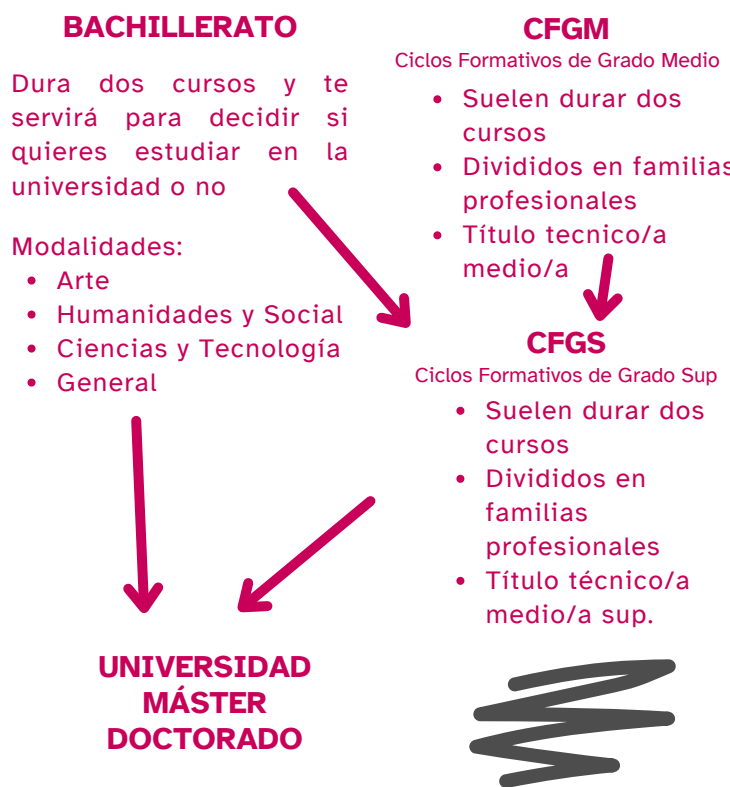 BACHILLERATO
Dura dos cursos y te
servirá para decidir si
quieres estudiar en la
universidad o no
Modalidades:
• Arte
• Humanidades y Social
• Ciencias y Tecnología
• General
CFGM
Ciclos Formativos de Grado Medio
• Suelen durar dos
cursos
• Divididos en familias
profesionales
• Título tecnico/a
medio/a
CFGS
Ciclos Formativos de Grado Sup
• Suelen durar dos
cursos
• Divididos en
familias
profesionales
• Título técnico/a
medio/a sup.
UNIVERSIDAD
MÁSTER
DOCTORADO